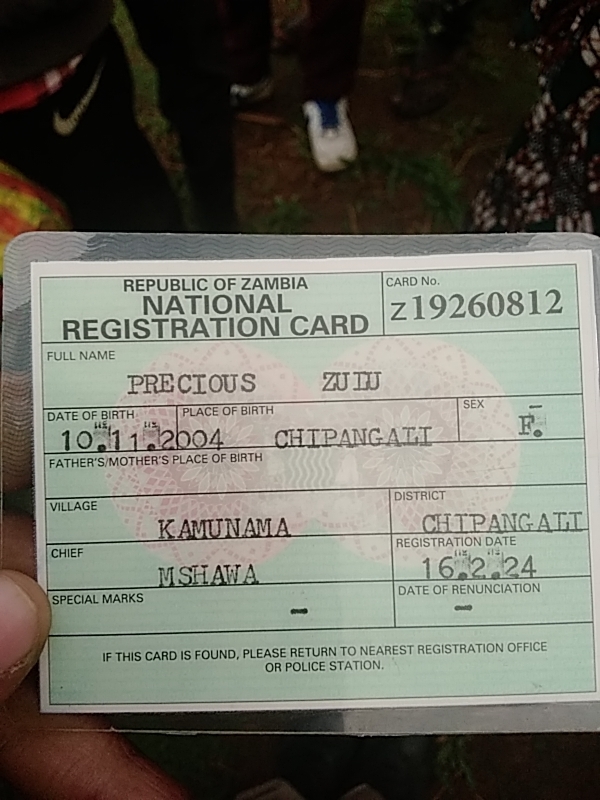 REPUBLIC OF ZAMBIA
NATIONAL
REGISTRATION CARD
CARD No.
Z19260812
FULL NAME
PRECIOUS ZULU
DATE OF BIRTH
10.11.2004
PLACE OF BIRTH
CHIPANGALI
SEX
F.
FATHER'S/MOTHER'S PLACE OF BIRTH
VILLAGE
KAMUNAMA
DISTRICT
CHIPANGALI
CHIEF
MSHAWA
REGISTRATION DATE
16.2.24
SPECIAL MARKS
-
DATE OF RENUNCIATION
-
IF THIS CARD IS FOUND, PLEASE RETURN TO NEAREST REGISTRATION OFFICE
OR POLICE STATION.